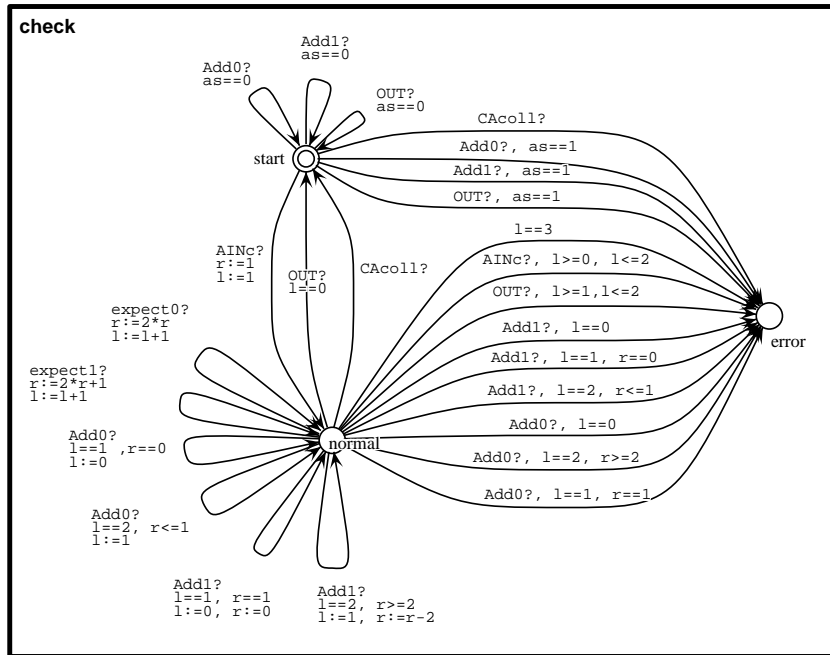 check
Add1?
as==0
Add0?
as==0
OUT?
as==0
CAcoll?
Add0?, as==1
start
Add1?, as==1
OUT?, as==1
l==3
AINc?
r:=1
l:=1
OUT?
l==0
CAcoll?
AINc?, l>=0, l<=2
OUT?, l>=1,l<=2
expect0?
r:=2*r
l:=l+1
Add1?, l==0
error
Add1?, l==1, r==0
expect1?
r:=2*r+1
l:=l+1
Add1?, l==2, r<=1
Add0?
l==1 ,r==0
l:=0
normal
Add0?, l==0
Add0?, l==2, r>=2
Add0?, l==1, r==1
Add0?
l==2, r<=1
l:=1
Add1?
l==1, r==1
l:=0, r:=0
Add1?
l==2, r>=2
l:=1, r:=r-2